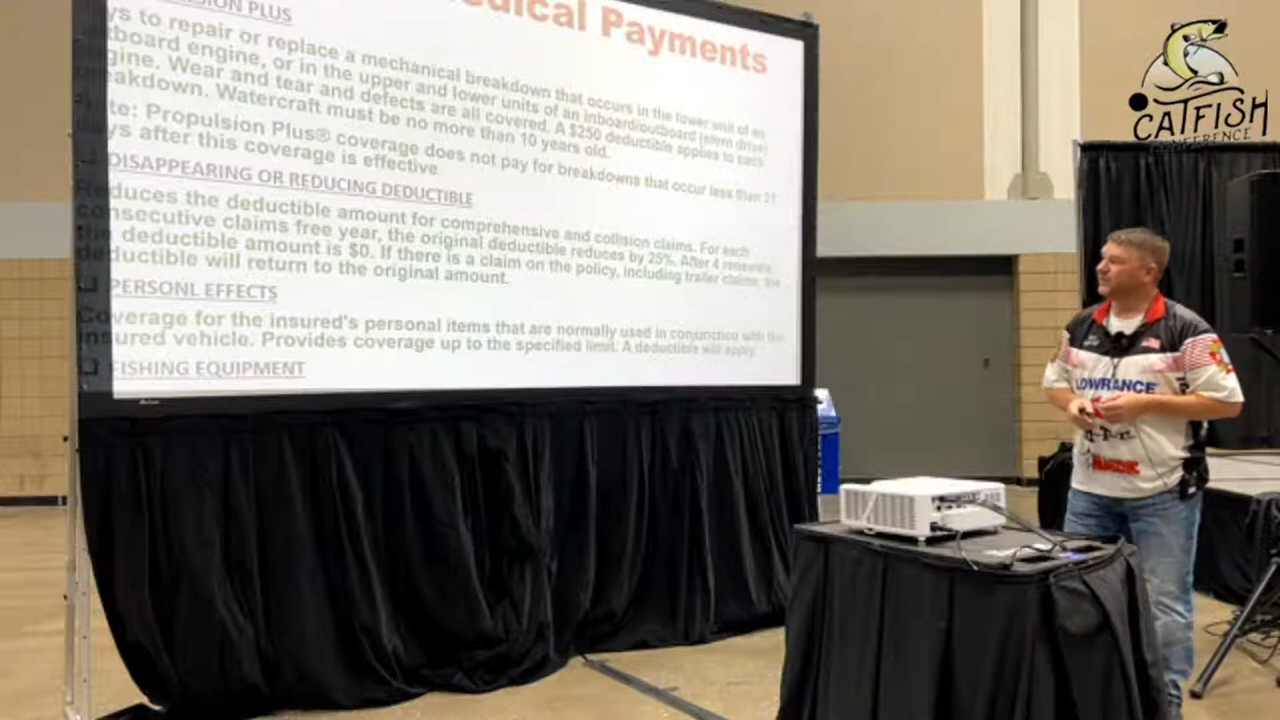 SION PLUS
edical Payments
ys to repair or replace a mechanical breakdown that occurs in the lower unit of an
tboard engine, or in the upper and lower units of an inboard/outboard (stern drive)
gine. Wear and tear and defects are all covered. A $250 deductible applies to each
eakdown. Watercraft must be no more than 10 years old.
te: Propulsion Plus® coverage does not pay for breakdowns that occur less than 21
ys after this coverage is effective
DISAPPEARING OR REDUCING DEDUCTIBLE
Reduces the deductible amount for comprehensive and collision claims. For each
consecutive claims free year, the original deductible reduces by 25%. After 4 renewals
the deductible amount is $0. If there is a claim on the policy, including trailer claims, the
deductible will return to the original amount.
PERSONL EFFECTS
Coverage for the insured's personal items that are normally used in conjunction with the
insured vehicle. Provides coverage up to the specified limit. A deductible will apply.
FISHING EQUIPMENT
CATFISH
CONFERENCE
LOWRANCE